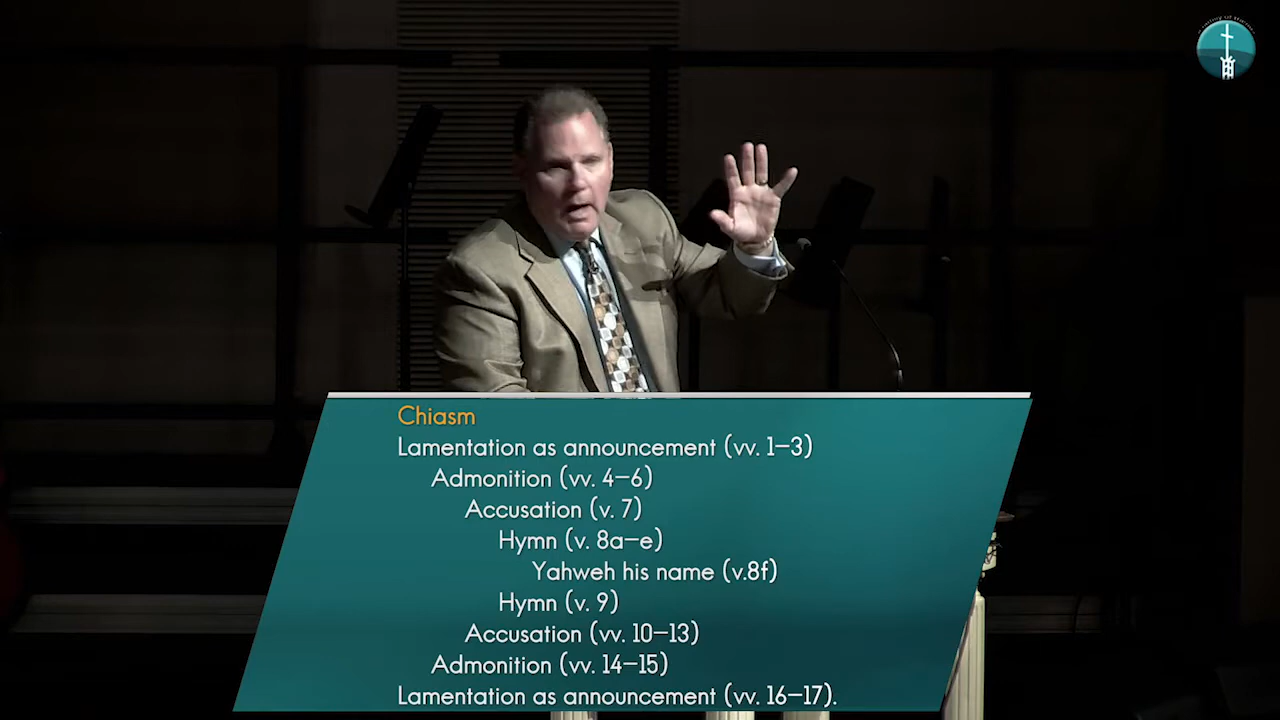 Chiasm
Lamentation as announcement (vv. 1–3)
Admonition (vv. 4–6)
Accusation (v. 7)
Hymn (v. 8a–e)
Yahweh his name (v.8f)
Hymn (v. 9)
Accusation (vv. 10–13)
Admonition (vv. 14–15)
Lamentation as announcement (vv. 16–17).